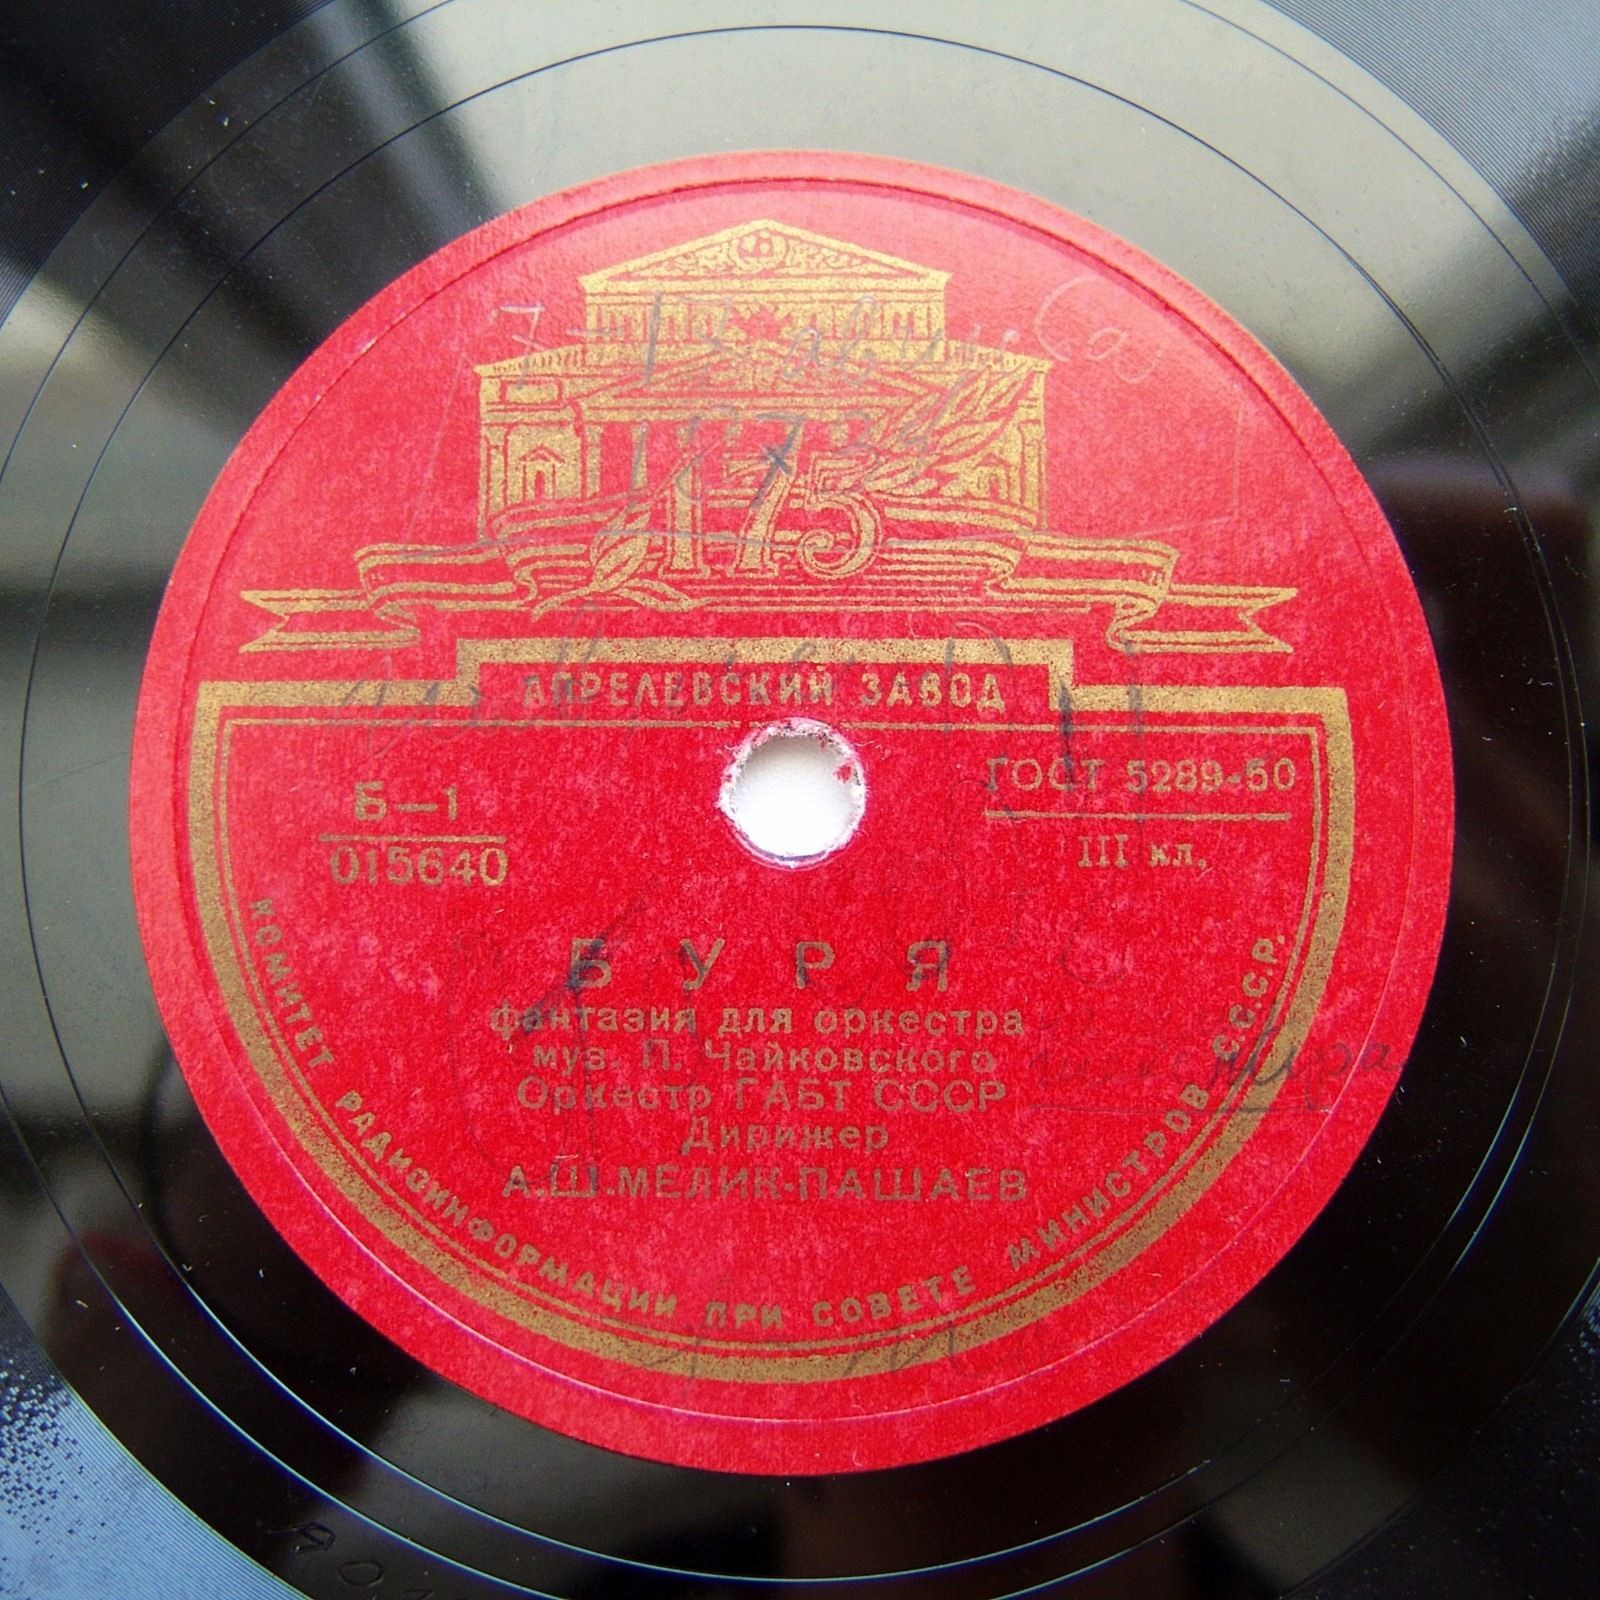 175
АПРЕЛЕВСКИЙ ЗАВОД
Б—1
015640
ГОСТ 5289-50
III кл,
БУРЯ
фантазия для оркестра
муз. П. Чайковского
Оркестр ГАБТ СССР
Дирижер
А.Ш.МЕЛИК-ПАШАЕВ
КОМИТЕТ РАДИОИНФОРМАЦИИ ПРИ СОВЕТЕ МИНИСТРОВ С.С.С.Р.